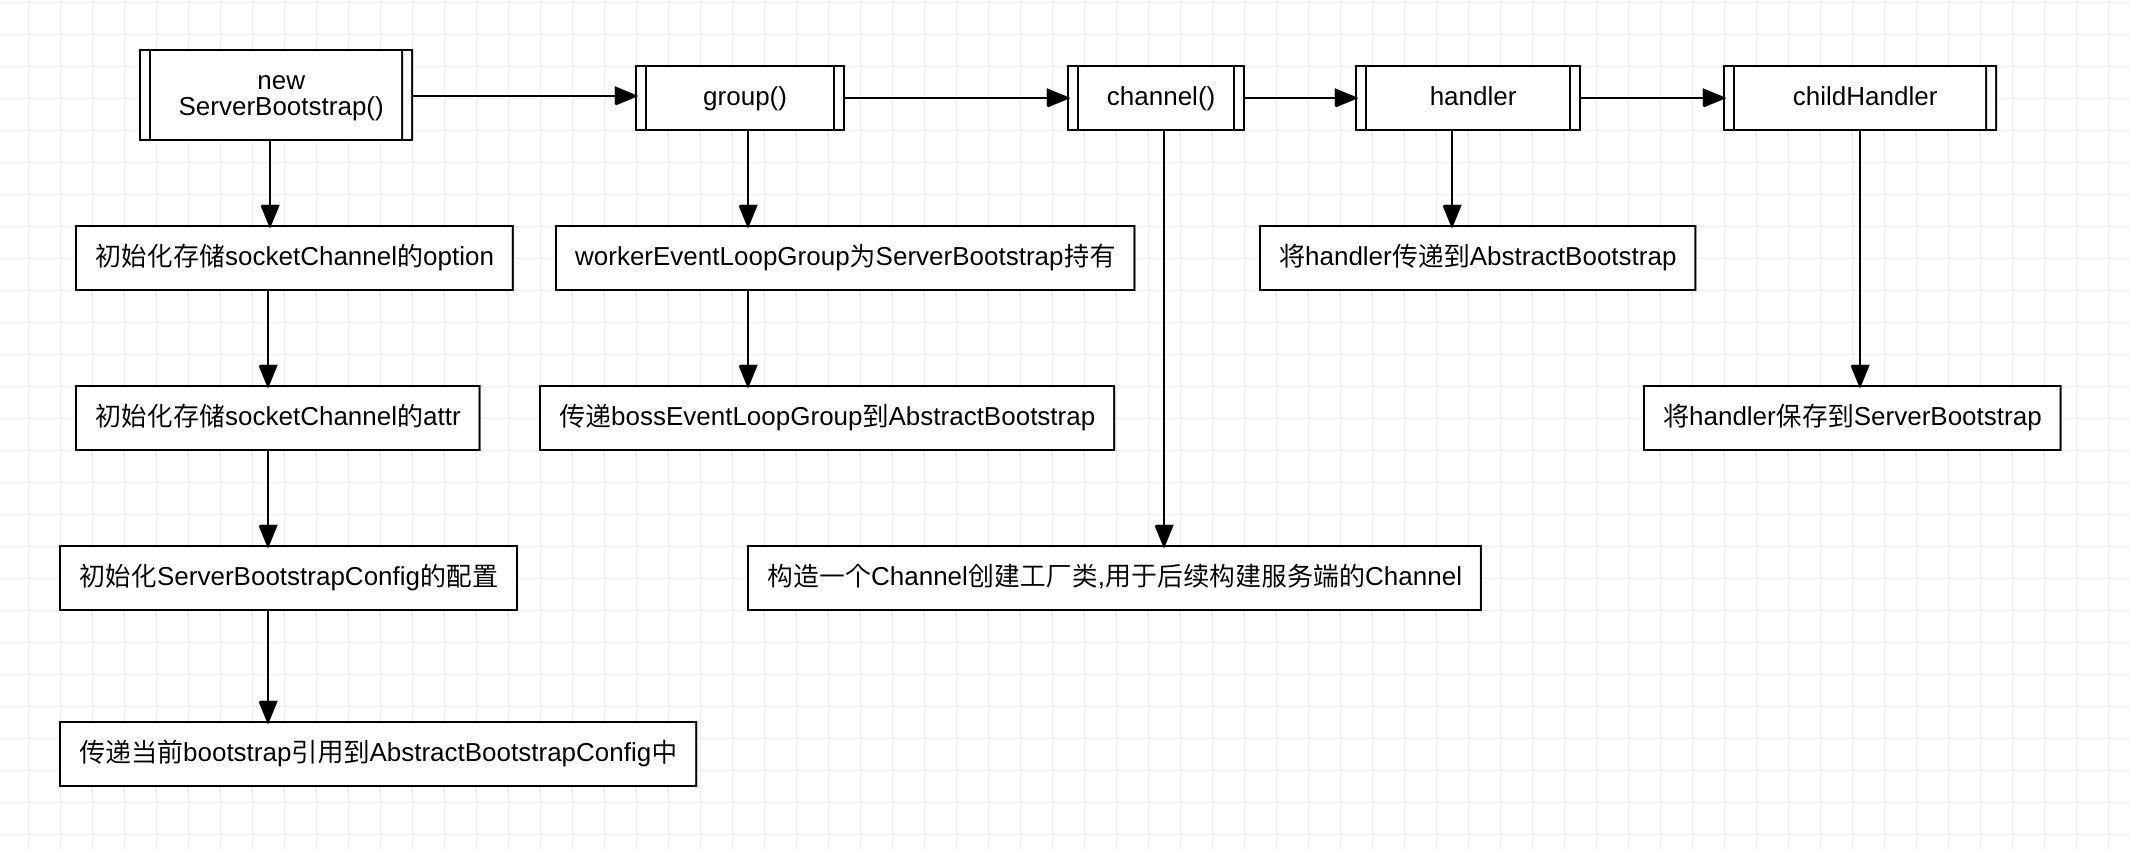 new
ServerBootstrap()
group()
channel()
handler
childHandler
初始化存储socketChannel的option
workerEventLoopGroup为ServerBootstrap持有
将handler传递到AbstractBootstrap
初始化存储socketChannel的attr
传递bossEventLoopGroup到AbstractBootstrap
将handler保存到ServerBootstrap
初始化ServerBootstrapConfig的配置
构造一个Channel创建工厂类,用于后续构建服务端的Channel
传递当前bootstrap引用到AbstractBootstrapConfig中